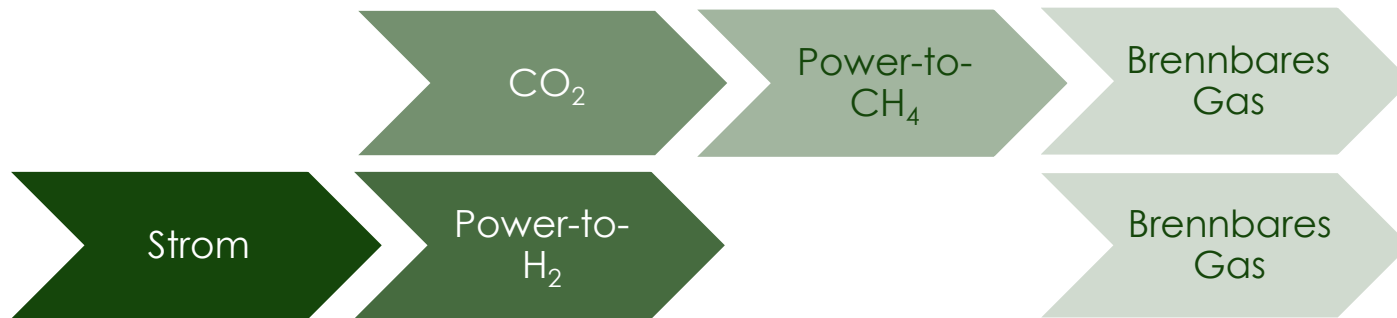 CO₂
Power-to-
CH₄
Brennbares
Gas
Strom
Power-to-
H₂
Brennbares
Gas